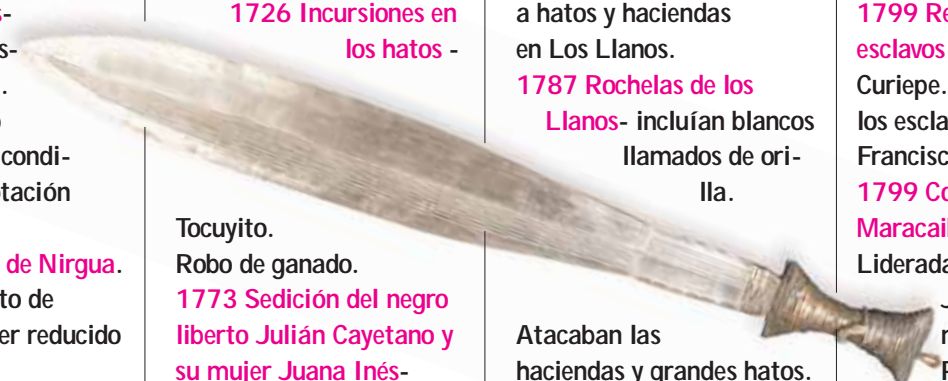 s-
s-
.
condi-
tación
de Nirgua.
to de
er reducido
1726 Incursiones en
los hatos -
Tocuyito.
Robo de ganado.
1773 Sedición del negro
liberto Julián Cayetano y
su mujer Juana Inés-
a hatos y haciendas
en Los Llanos.
1787 Rochelas de los
Llanos- incluían blancos
llamados de ori-
lla.
Atacaban las
haciendas y grandes hatos.
1799 Re
esclavos
Curiepe.
los escla
Francisc
1799 Co
Maracai
Liderada